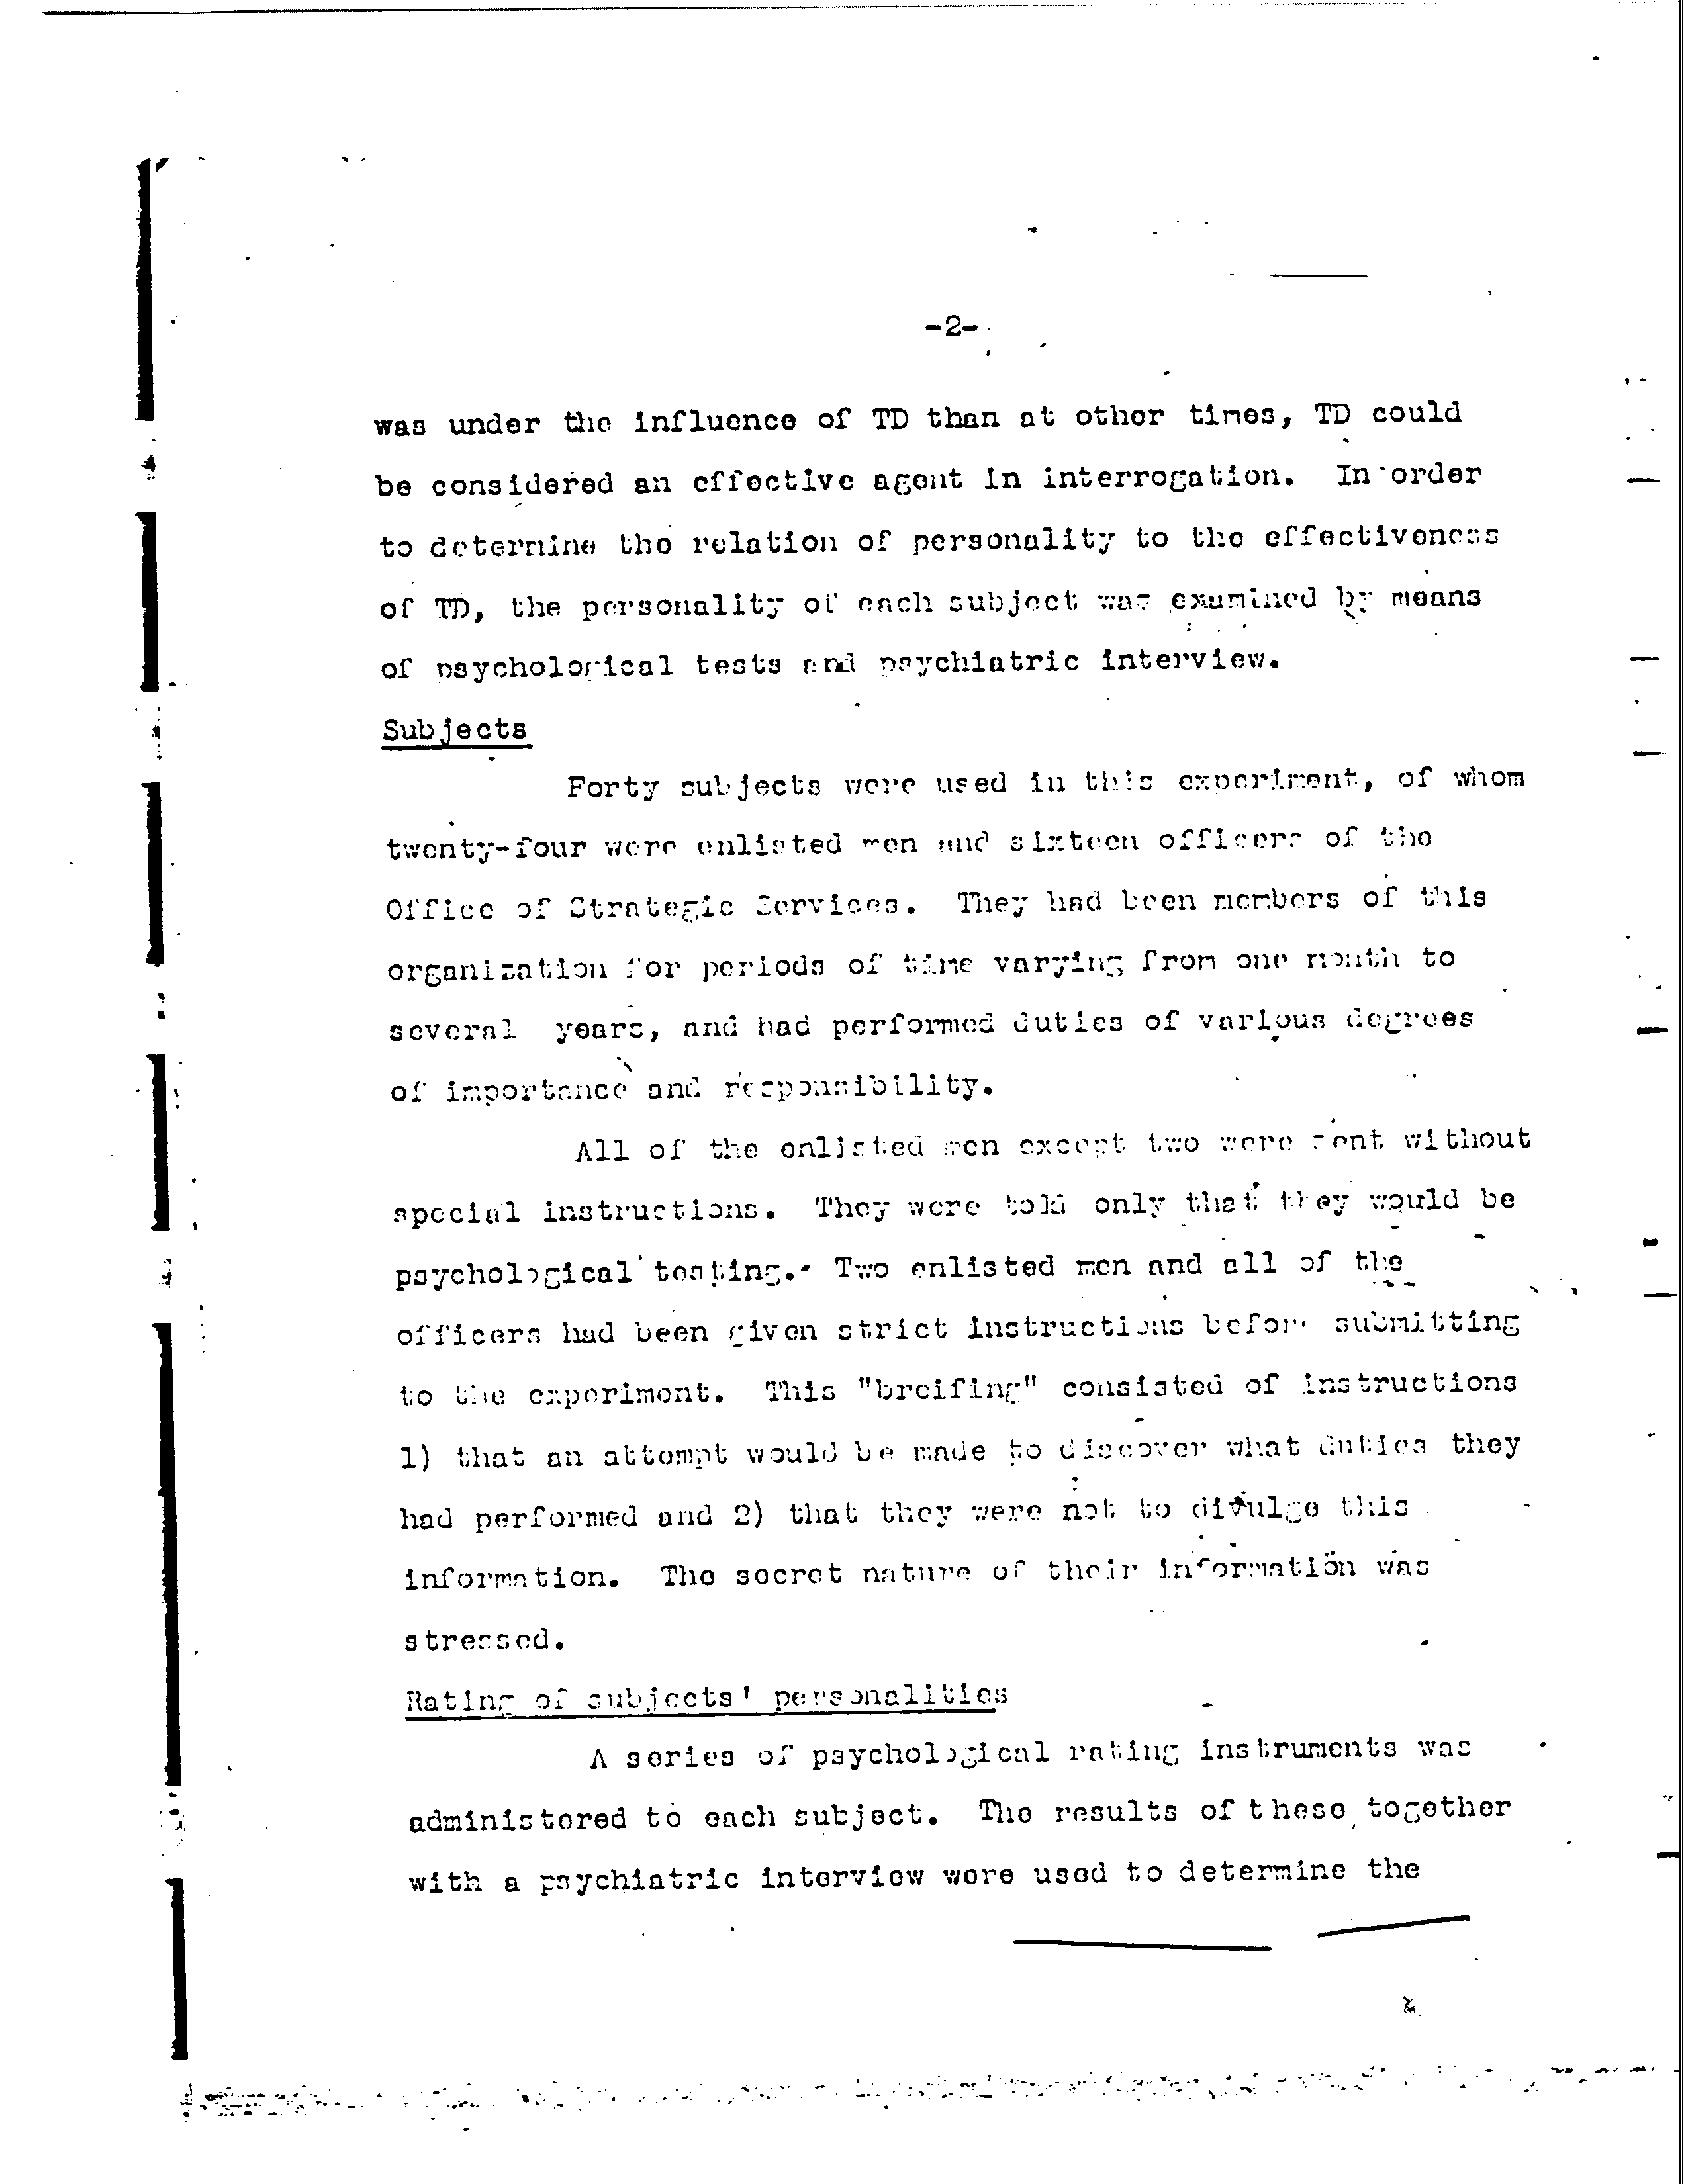 -2-
was under the influence of TD than at other times, TD could
be considered an effective agent in interrogation. In order
to determine the relation of personality to the effectiveness
of TD, the personality of each subject was examined by means
of psychological tests and psychiatric interview.
Subjects
Forty subjects were used in this experiment, of whom
twenty-four were enlisted men and sixteen officers of the
Office of Strategic Services. They had been members of this
organization for periods of time varying from one month to
several years, and had performed duties of various degrees
of importance and responsibility.
All of the enlisted men except two were sent without
special instructions. They were told only that they would be
psychological testing. Two enlisted men and all of the
officers had been given strict instructions before submitting
to the experiment. This "breifing" consisted of instructions
1) that an attempt would be made to discover what duties they
had performed and 2) that they were not to divulge this
information. The secret nature of their information was
stressed.
Rating of subjects' personalities
A series of psychological rating instruments was
administered to each subject. The results of these together
with a psychiatric interview were used to determine the